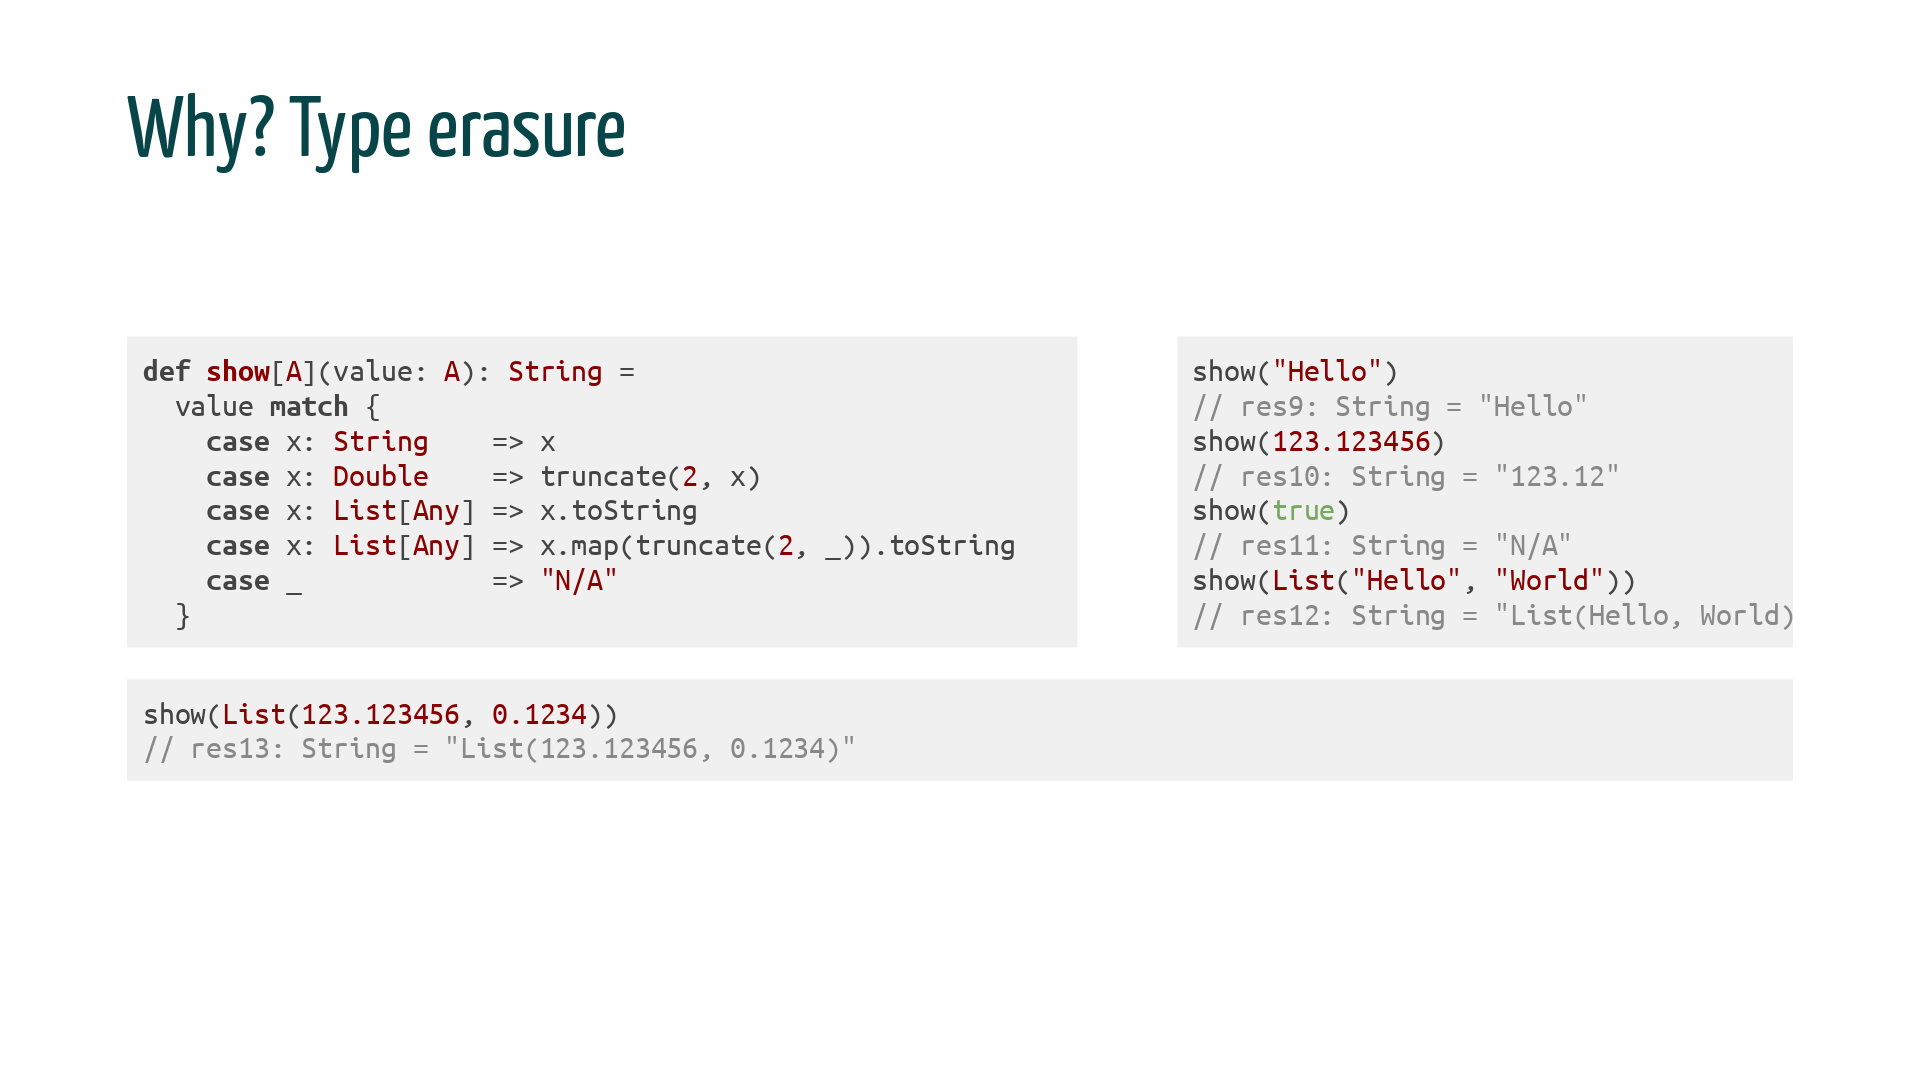 Why? Type erasure
def show[A](value: A): String =
  value match {
    case x: String    => x
    case x: Double    => truncate(2, x)
    case x: List[Any] => x.toString
    case x: List[Any] => x.map(truncate(2, _)).toString
    case _            => "N/A"
  }
show("Hello")
// res9: String = "Hello"
show(123.123456)
// res10: String = "123.12"
show(true)
// res11: String = "N/A"
show(List("Hello", "World"))
// res12: String = "List(Hello, World)
show(List(123.123456, 0.1234))
// res13: String = "List(123.123456, 0.1234)"